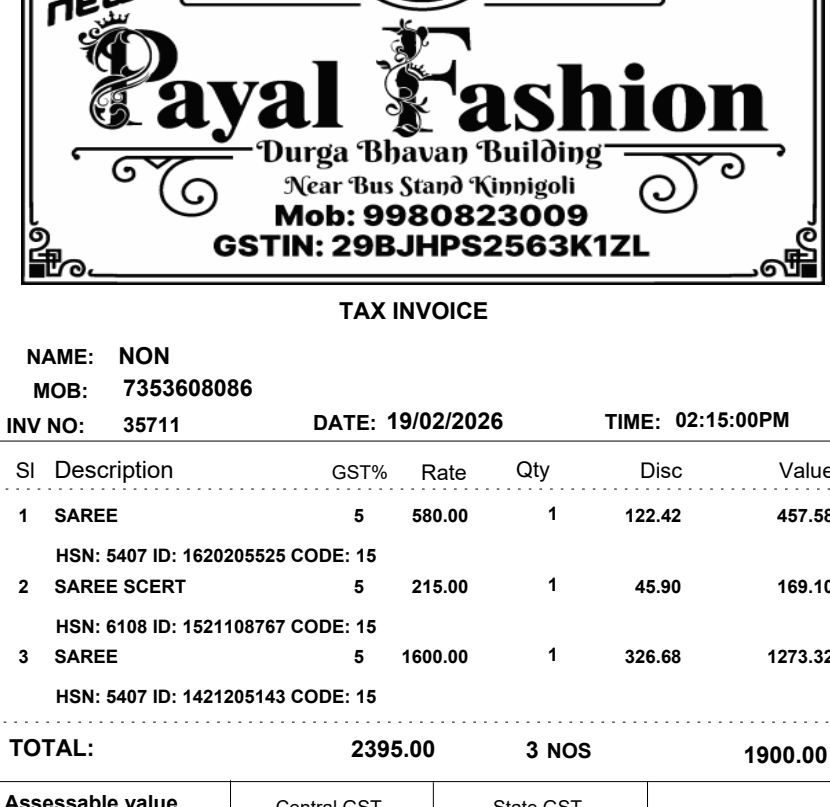 new
Payal Fashion
Durga Bhavan Building
Near Bus Stand Kinnigoli
Mob: 9980823009
GSTIN: 29BJHPS2563K1ZL
TAX INVOICE
NAME: NON
MOB: 7353608086
INV NO: 35711 DATE: 19/02/2026 TIME: 02:15:00PM
Sl Description GST% Rate Qty Disc Value
1 SAREE 5 580.00 1 122.42 457.58
HSN: 5407 ID: 1620205525 CODE: 15
2 SAREE SCERT 5 215.00 1 45.90 169.10
HSN: 6108 ID: 1521108767 CODE: 15
3 SAREE 5 1600.00 1 326.68 1273.32
HSN: 5407 ID: 1421205143 CODE: 15
TOTAL: 2395.00 3 NOS 1900.00
Assessable value Central GST State GST